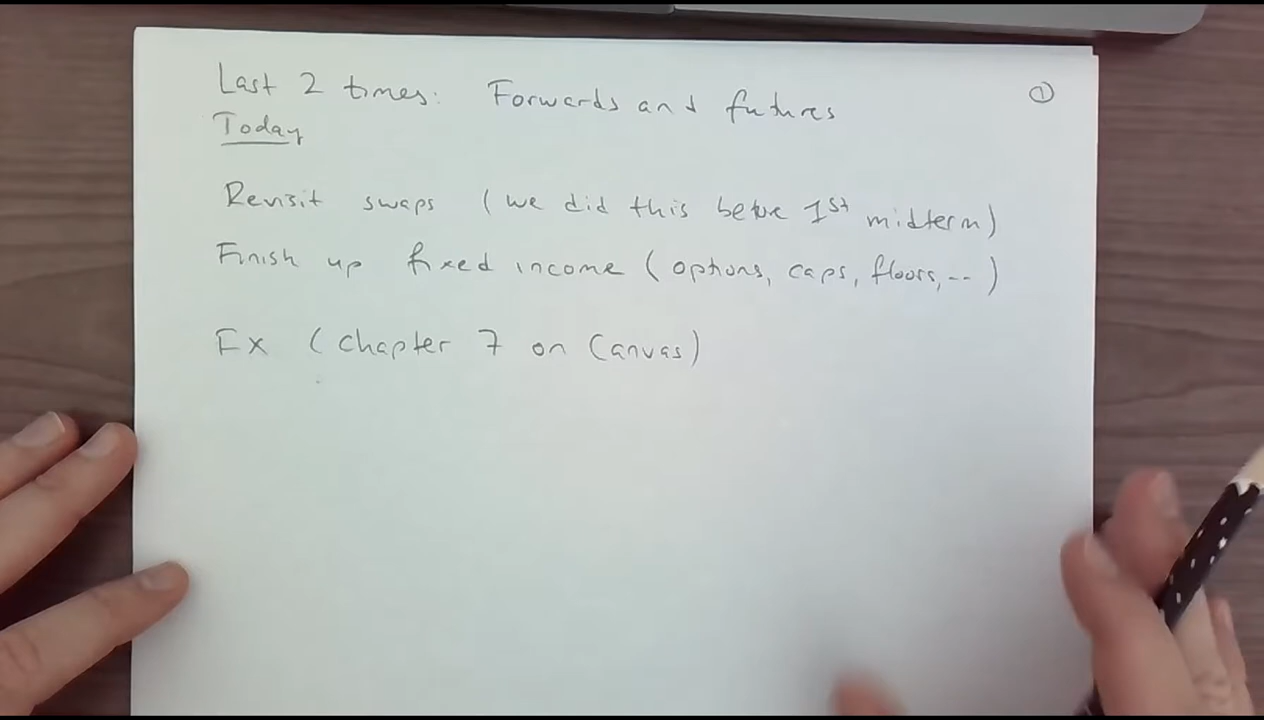 Last 2 times: Forwards and futures ①
Today
Revisit swaps (we did this before 1st midterm)
Finish up fixed income (options, caps, floors, -- )
FX (Chapter 7 on Canvas)